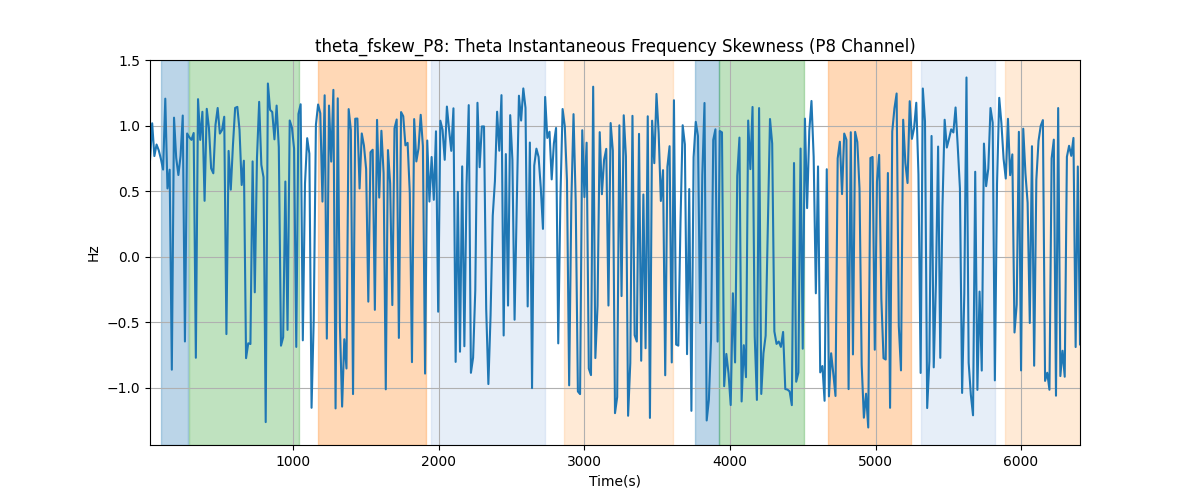 theta_fskew_P8: Theta Instantaneous Frequency Skewness (P8 Channel)
1.5
1.0
0.5
0.0
−0.5
−1.0
Hz
1000 2000 3000 4000 5000 6000
Time(s)